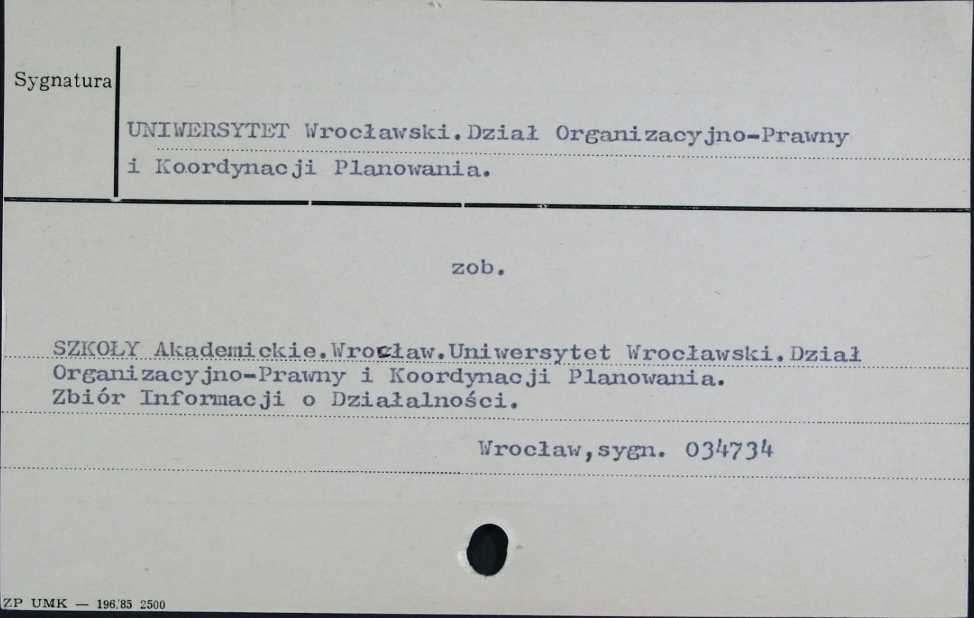 Sygnatura
UNIWERSYTET Wrocławski.Dział Organizacyjno-Prawny
i Koordynacji Planowania.
zob.
SZKOŁY Akademickie.Wrocław.Uniwersytet Wrocławski.Dział
Organizacyjno-Prawny i Koordynacji Planowania.
Zbiór Informacji o Działalności.
Wrocław,sygn. 034734
ZP UMK — 196/85 2500